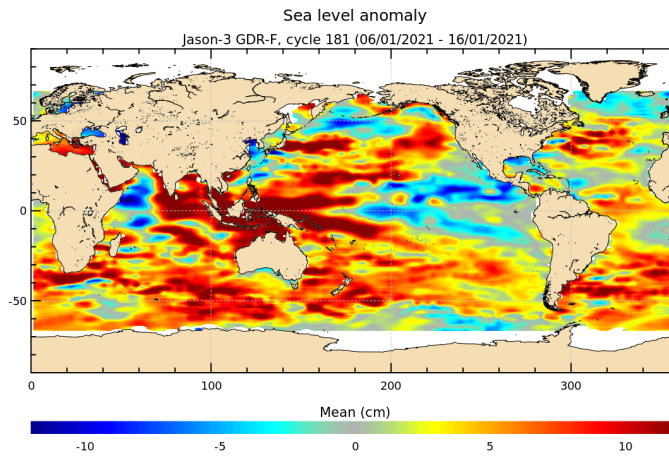 Sea level anomaly
Jason-3 GDR-F, cycle 181 (06/01/2021 - 16/01/2021)
50
0
-50
0 100 200 300
Mean (cm)
-10 -5 0 5 10